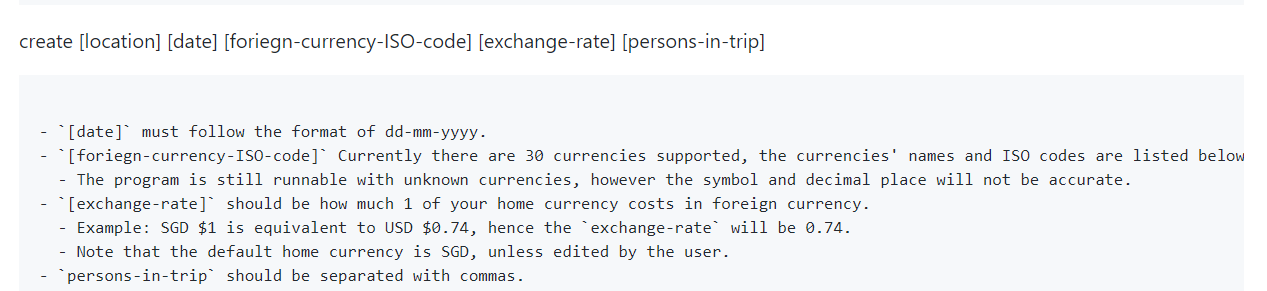 create [location] [date] [foriegn-currency-ISO-code] [exchange-rate] [persons-in-trip]
- `[date]` must follow the format of dd-mm-yyyy.
- `[foriegn-currency-ISO-code]` Currently there are 30 currencies supported, the currencies' names and ISO codes are listed below
- The program is still runnable with unknown currencies, however the symbol and decimal place will not be accurate.
- `[exchange-rate]` should be how much 1 of your home currency costs in foreign currency.
- Example: SGD $1 is equivalent to USD $0.74, hence the `exchange-rate` will be 0.74.
- Note that the default home currency is SGD, unless edited by the user.
- `persons-in-trip` should be separated with commas.